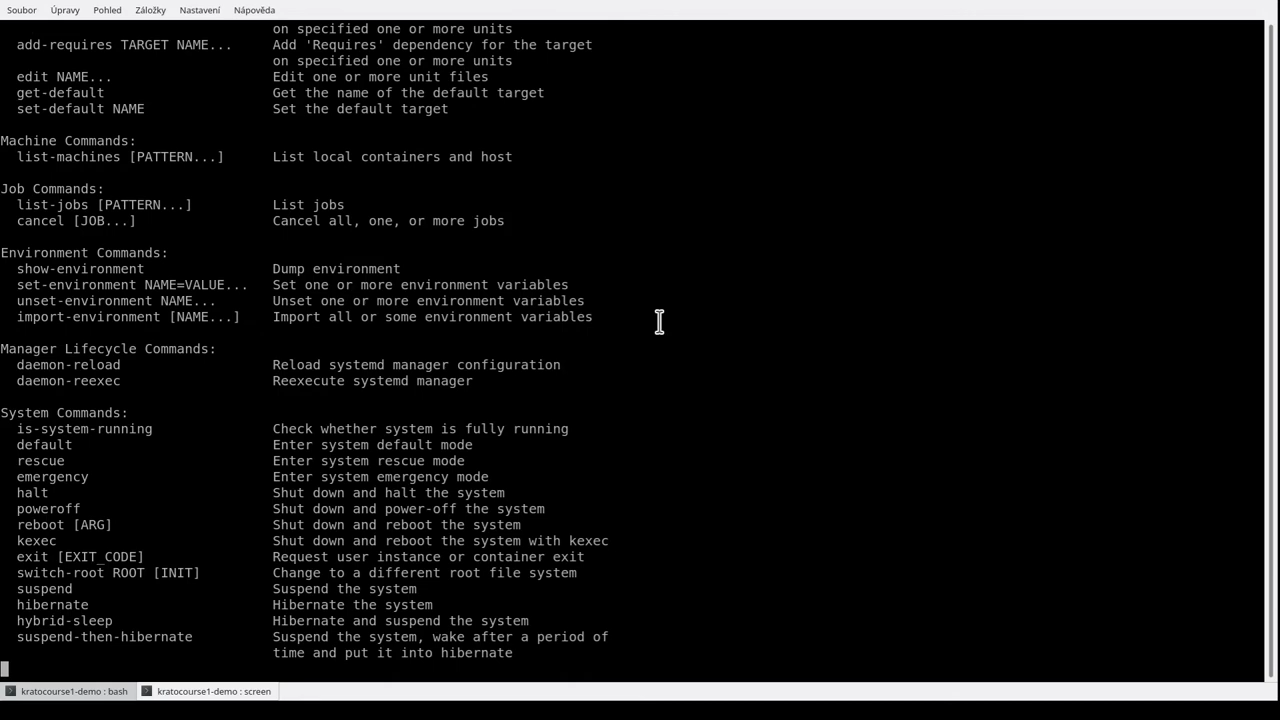 Soubor Úpravy Pohled Záložky Nastavení Nápověda
on specified one or more units
add-requires TARGET NAME... Add 'Requires' dependency for the target
on specified one or more units
edit NAME... Edit one or more unit files
get-default Get the name of the default target
set-default NAME Set the default target
Machine Commands:
list-machines [PATTERN...] List local containers and host
Job Commands:
list-jobs [PATTERN...] List jobs
cancel [JOB...] Cancel all, one, or more jobs
Environment Commands:
show-environment Dump environment
set-environment NAME=VALUE... Set one or more environment variables
unset-environment NAME... Unset one or more environment variables
import-environment [NAME...] Import all or some environment variables
Manager Lifecycle Commands:
daemon-reload Reload systemd manager configuration
daemon-reexec Reexecute systemd manager
System Commands:
is-system-running Check whether system is fully running
default Enter system default mode
rescue Enter system rescue mode
emergency Enter system emergency mode
halt Shut down and halt the system
poweroff Shut down and power-off the system
reboot [ARG] Shut down and reboot the system
kexec Shut down and reboot the system with kexec
exit [EXIT_CODE] Request user instance or container exit
switch-root ROOT [INIT] Change to a different root file system
suspend Suspend the system
hibernate Hibernate the system
hybrid-sleep Hibernate and suspend the system
suspend-then-hibernate Suspend the system, wake after a period of
time and put it into hibernate
kratocourse1-demo : bash kratocourse1-demo : screen